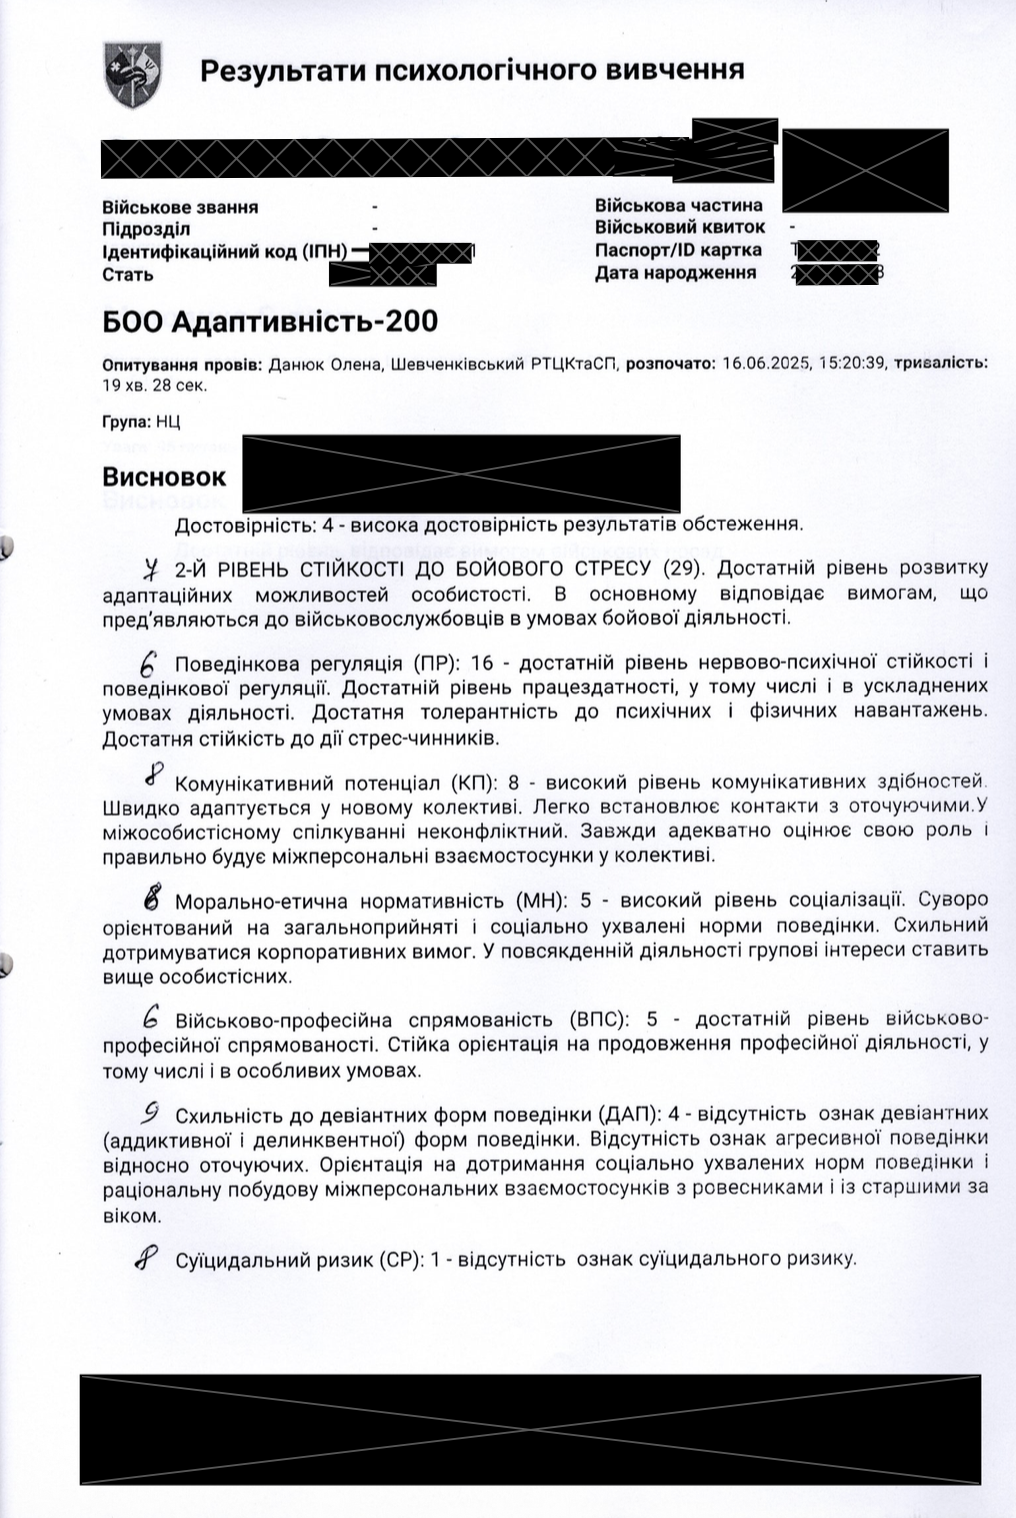 Результати психологічного вивчення
Військове звання -
Військова частина
Підрозділ -
Військовий квиток -
Ідентифікаційний код (ІПН)
Паспорт/ID картка
Стать
Дата народження
БОО Адаптивність-200
Опитування провів: Данюк Олена, Шевченківський РТЦКтаСП, розпочато: 16.06.2025, 15:20:39, тривалість:
19 хв. 28 сек.
Група: НЦ
Висновок
Достовірність: 4 - висока достовірність результатів обстеження.
2-Й РІВЕНЬ СТІЙКОСТІ ДО БОЙОВОГО СТРЕСУ (29). Достатній рівень розвитку
адаптаційних можливостей особистості. В основному відповідає вимогам, що
пред’являються до військовослужбовців в умовах бойової діяльності.
6 Поведінкова регуляція (ПР): 16 - достатній рівень нервово-психічної стійкості і
поведінкової регуляції. Достатній рівень працездатності, у тому числі і в ускладнених
умовах діяльності. Достатня толерантність до психічних і фізичних навантажень.
Достатня стійкість до дії стрес-чинників.
8 Комунікативний потенціал (КП): 8 - високий рівень комунікативних здібностей.
Швидко адаптується у новому колективі. Легко встановлює контакти з оточуючими.У
міжособистісному спілкуванні неконфліктний. Завжди адекватно оцінює свою роль і
правильно будує міжперсональні взаємостосунки у колективі.
8 Морально-етична нормативність (МН): 5 - високий рівень соціалізації. Суворо
орієнтований на загальноприйняті і соціально ухвалені норми поведінки. Схильний
дотримуватися корпоративних вимог. У повсякденній діяльності групові інтереси ставить
вище особистісних.
6 Військово-професійна спрямованість (ВПС): 5 - достатній рівень військово-
професійної спрямованості. Стійка орієнтація на продовження професійної діяльності, у
тому числі і в особливих умовах.
9 Схильність до девіантних форм поведінки (ДАП): 4 - відсутність ознак девіантних
(аддиктивної і делинквентної) форм поведінки. Відсутність ознак агресивної поведінки
відносно оточуючих. Орієнтація на дотримання соціально ухвалених норм поведінки і
раціональну побудову міжперсональних взаємостосунків з ровесниками і із старшими за
віком.
8 Суїцидальний ризик (СР): 1 - відсутність ознак суїцидального ризику.